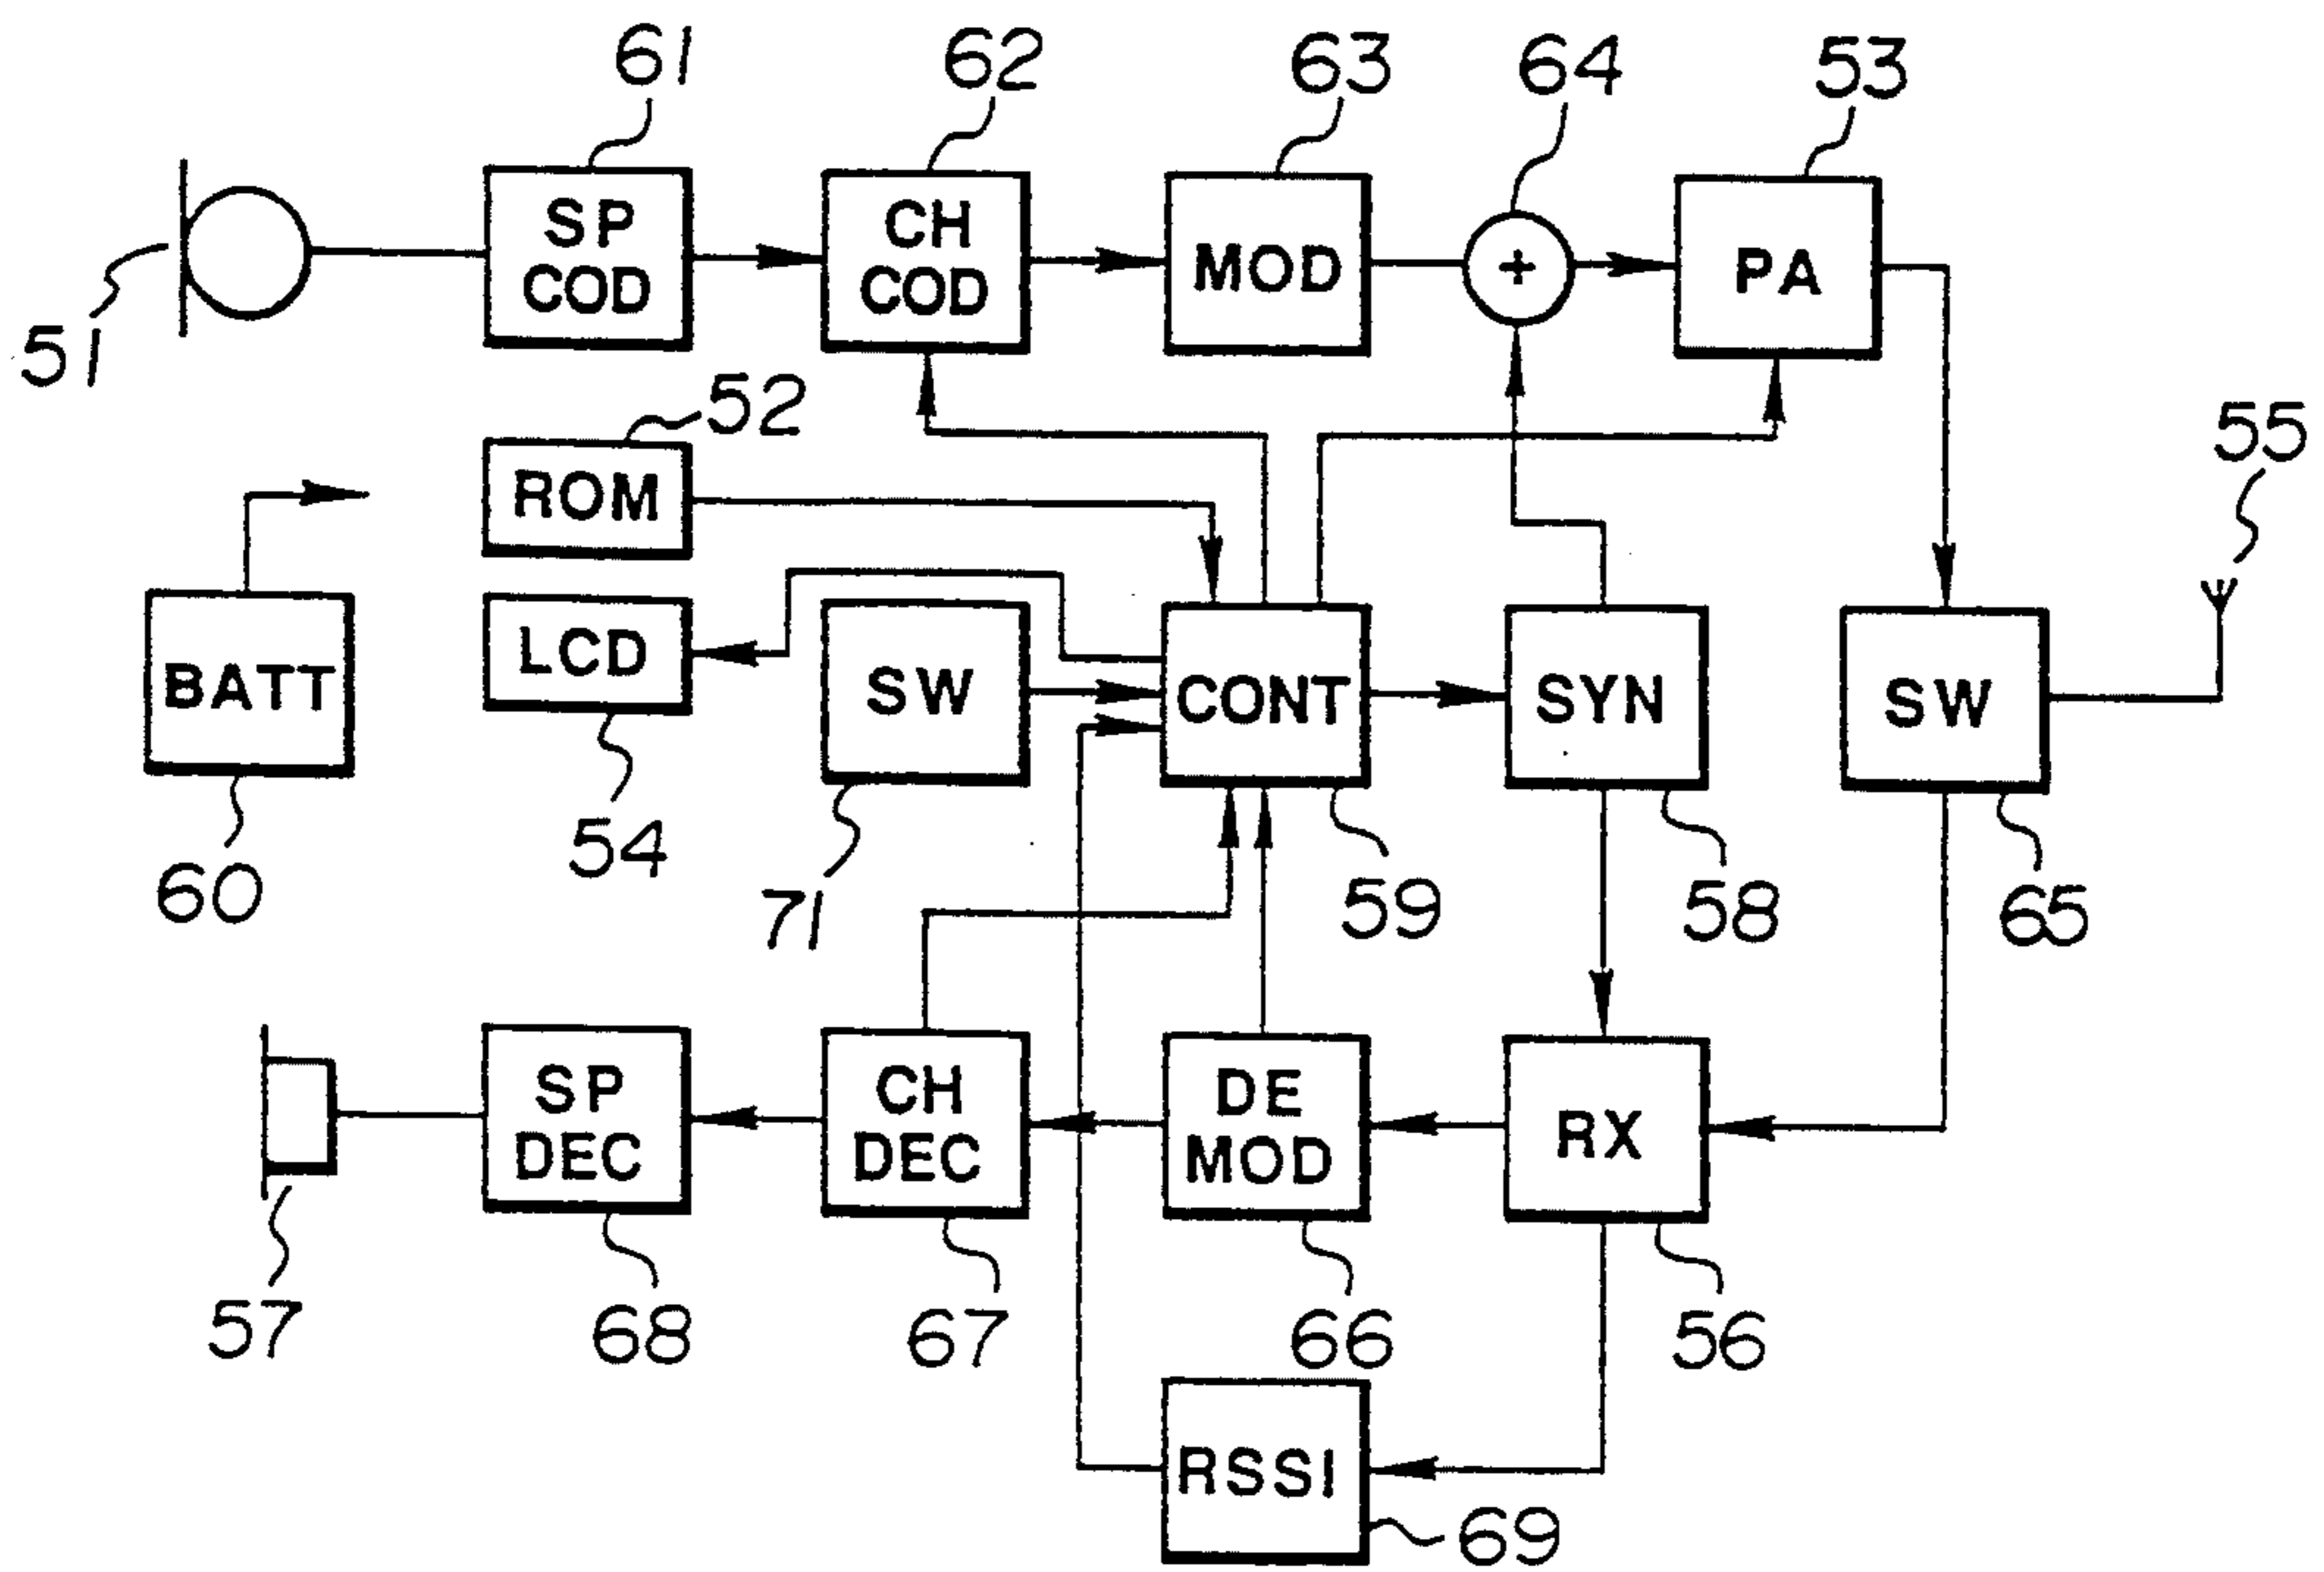 61
62
63
64
53
SP
COD
CH
COD
MOD
+
PA
51
52
ROM
55
BATT
LCD
SW
CONT
SYN
SW
60
54
71
59
58
65
SP
DEC
CH
DEC
DE
MOD
RX
57
68
67
66
56
RSSI
69